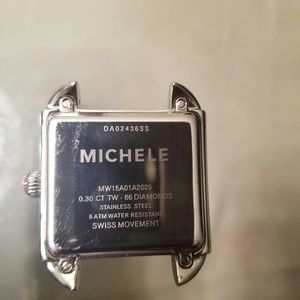 DA02436SS
MICHELE
MW15A01A2025
0.30 CT TW - 66 DIAMONDS
STAINLESS STEEL
5 ATM WATER RESISTANT
SWISS MOVEMENT